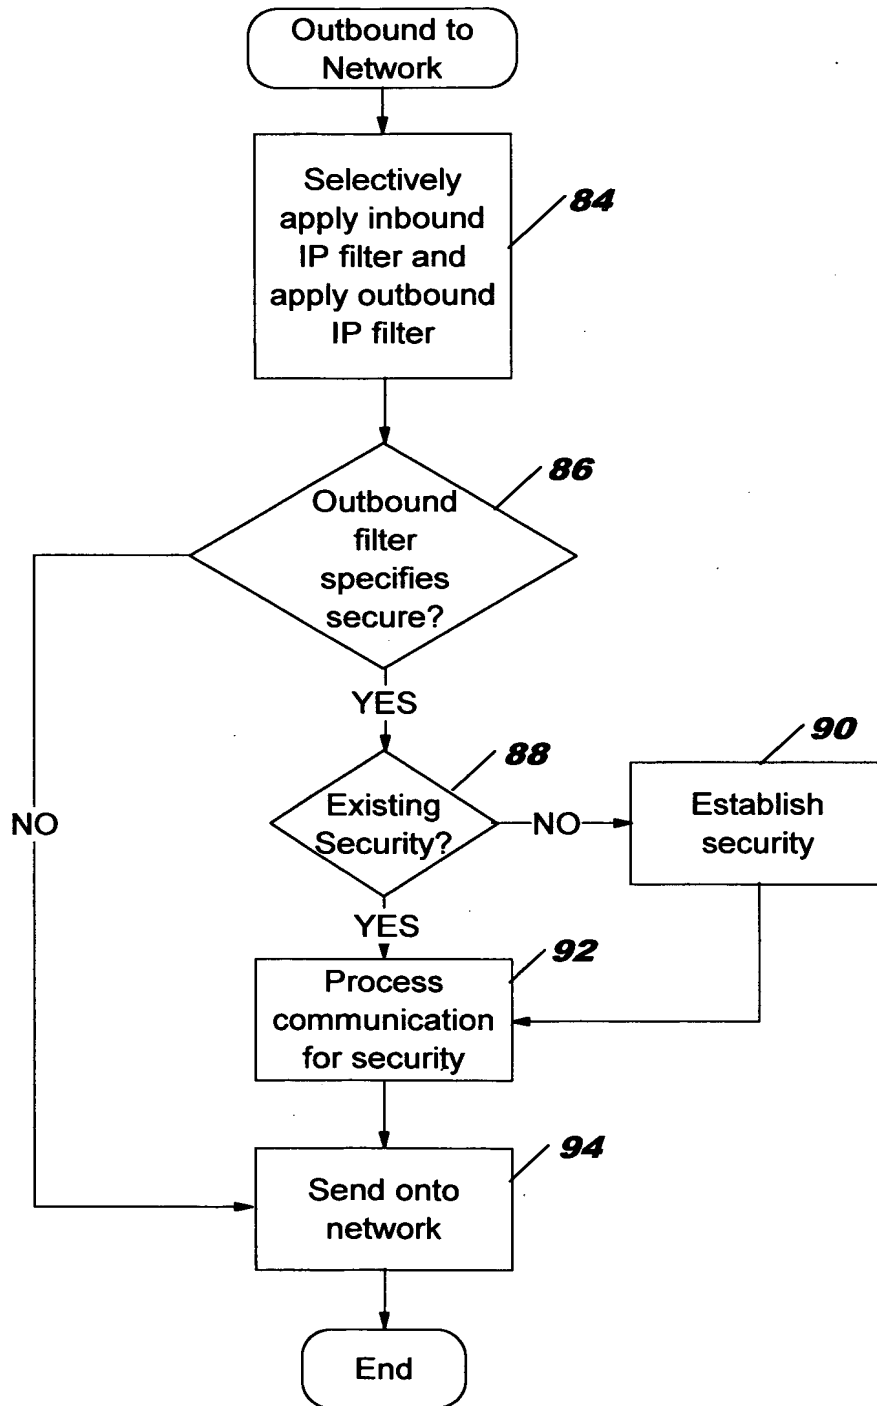 Outbound to
Network
Selectively
apply inbound
IP filter and
apply outbound
IP filter
84
Outbound
filter
specifies
secure?
86
YES
NO
Existing
Security?
88
NO
Establish
security
90
YES
Process
communication
for security
92
Send onto
network
94
End